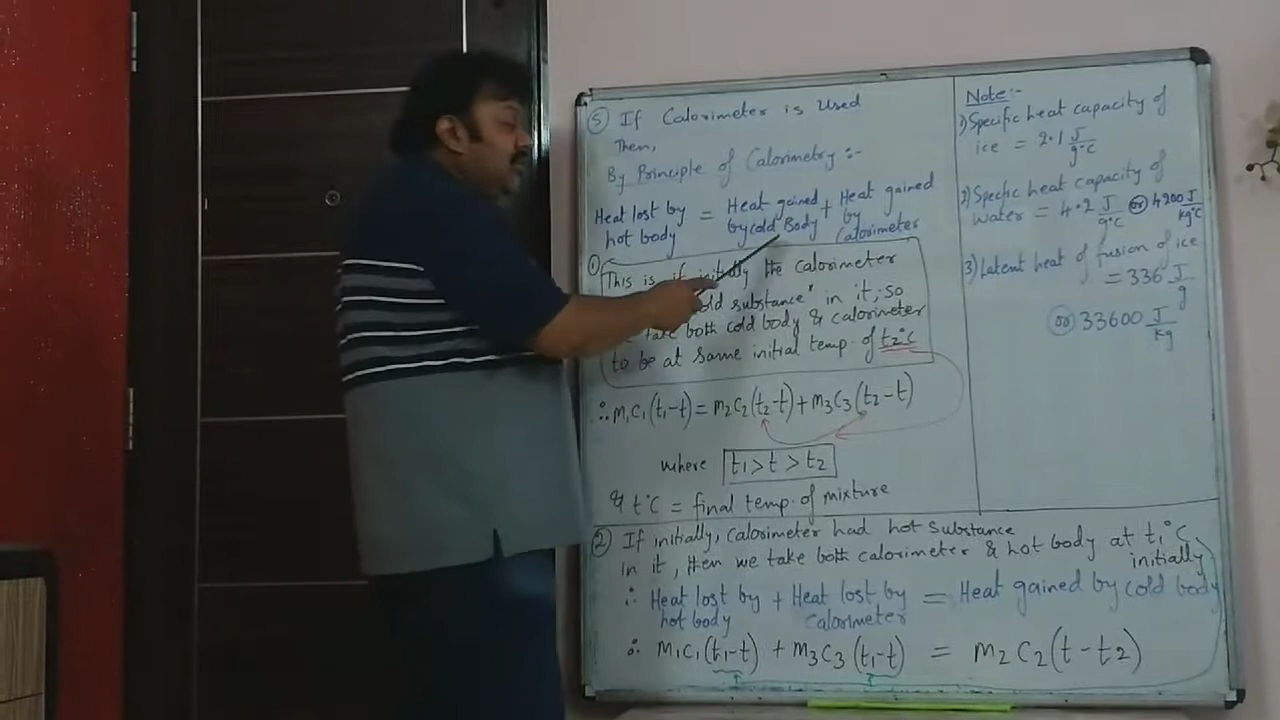 ⑤ If Calorimeter is Used
Then,
By Principle of Calorimetry :-
Heat lost by hot body = Heat gained by cold Body + Heat gained by Calorimeter
① This is if initially the calorimeter
old substance" in it; so
take both cold body & calorimeter
to be at same initial temp. of t₂°C
∴ m₁c₁(t₁-t) = m₂c₂(t₂-t) + m₃c₃(t₂-t)
where t₁ > t > t₂
& t°C = final temp. of mixture
② If initially, calorimeter had hot substance
in it, then we take both calorimeter & hot body at t₁°C
initially
∴ Heat lost by hot body + Heat lost by Calorimeter = Heat gained by cold body
∴ m₁c₁(t₁-t) + m₃c₃(t₁-t) = m₂c₂(t-t₂)
Note:-
1) Specific heat capacity of
ice = 2.1 J/g°C
2) Specfic heat capacity of
water = 4.2 J/g°C or 4200 J/kg°C
3) Latent heat of fusion of ice
= 336 J/g
or 33600 J/kg